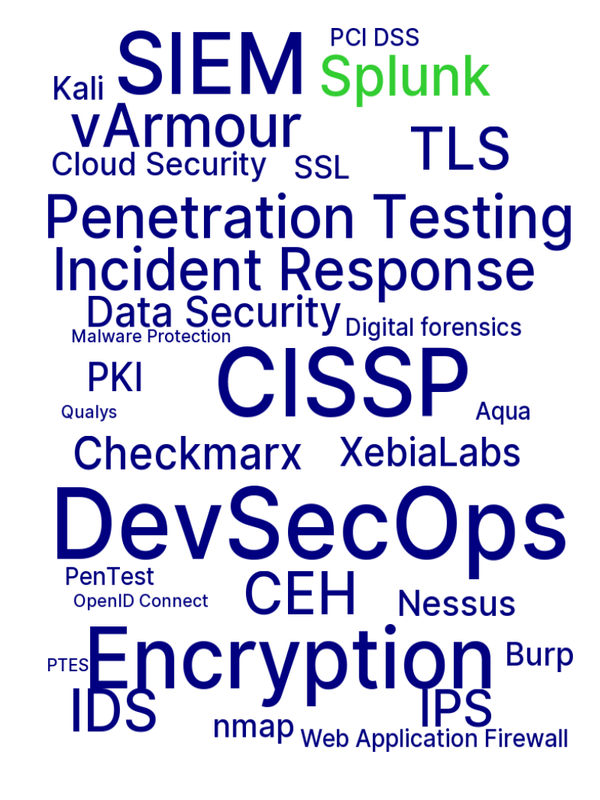 PCI DSS
SIEM
Splunk
Kali
vArmour
TLS
Cloud Security
SSL
Penetration Testing
Incident Response
Data Security
Digital forensics
Malware Protection
PKI
CISSP
Qualys
Aqua
Checkmarx
XebiaLabs
DevSecOps
PenTest
CEH
OpenID Connect
Nessus
Encryption
Burp
PTES
IDS
IPS
nmap
Web Application Firewall